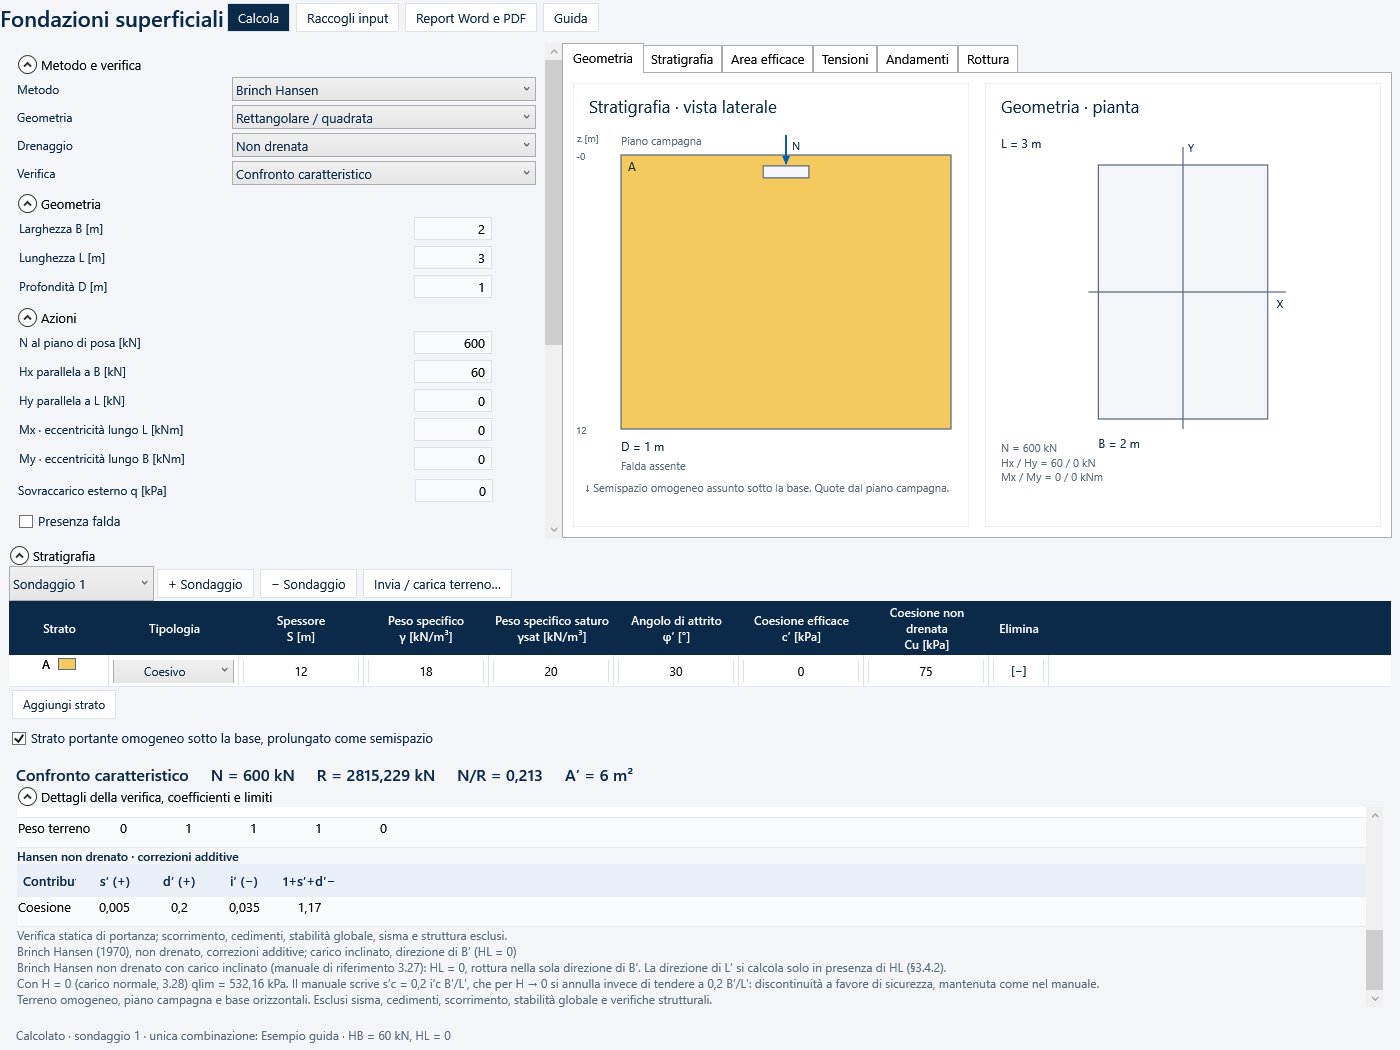 Fondazioni superficiali
Calcola
Raccogli input
Report Word e PDF
Guida
Metodo e verifica
Metodo
Brinch Hansen
Geometria
Rettangolare / quadrata
Drenaggio
Non drenata
Verifica
Confronto caratteristico
Geometria
Larghezza B [m]
2
Lunghezza L [m]
3
Profondità D [m]
1
Azioni
N al piano di posa [kN]
600
Hx parallela a B [kN]
60
Hy parallela a L [kN]
0
Mx · eccentricità lungo L [kNm]
0
My · eccentricità lungo B [kNm]
0
Sovraccarico esterno q [kPa]
0
Presenza falda
Geometria
Stratigrafia
Area efficace
Tensioni
Andamenti
Rottura
Stratigrafia · vista laterale
z [m]
Piano campagna
N
-0
A
12
D = 1 m
Falda assente
↓ Semispazio omogeneo assunto sotto la base. Quote dal piano campagna.
Geometria · pianta
L = 3 m
Y
X
B = 2 m
N = 600 kN
Hx / Hy = 60 / 0 kN
Mx / My = 0 / 0 kNm
Stratigrafia
Sondaggio 1
+ Sondaggio
− Sondaggio
Invia / carica terreno...
Strato
Tipologia
Spessore
S [m]
Peso specifico
γ [kN/m³]
Peso specifico saturo
γsat [kN/m³]
Angolo di attrito
φ′ [°]
Coesione efficace
c′ [kPa]
Coesione non
drenata
Cu [kPa]
Elimina
A
Coesivo
12
18
20
30
0
75
[−]
Aggiungi strato
Strato portante omogeneo sotto la base, prolungato come semispazio
Confronto caratteristico N = 600 kN R = 2815,229 kN N/R = 0,213 A′ = 6 m²
Dettagli della verifica, coefficienti e limiti
Peso terreno 0 1 1 1 0
Hansen non drenato · correzioni additive
Contribu s′ (+) d′ (+) i′ (−) 1+s′+d′−
Coesione 0,005 0,2 0,035 1,17
Verifica statica di portanza; scorrimento, cedimenti, stabilità globale, sisma e struttura esclusi.
Brinch Hansen (1970), non drenato, correzioni additive; carico inclinato, direzione di B′ (HL = 0)
Brinch Hansen non drenato con carico inclinato (manuale di riferimento 3.27): HL = 0, rottura nella sola direzione di B′. La direzione di L′ si calcola solo in presenza di HL (§3.4.2).
Con H = 0 (carico normale, 3.28) qlim = 532,16 kPa. Il manuale scrive s′c = 0,2 i′c B′/L′, che per H → 0 si annulla invece di tendere a 0,2 B′/L′: discontinuità a favore di sicurezza, mantenuta come nel manuale.
Terreno omogeneo, piano campagna e base orizzontali. Esclusi sisma, cedimenti, scorrimento, stabilità globale e verifiche strutturali.
Calcolato · sondaggio 1 · unica combinazione: Esempio guida · HB = 60 kN, HL = 0